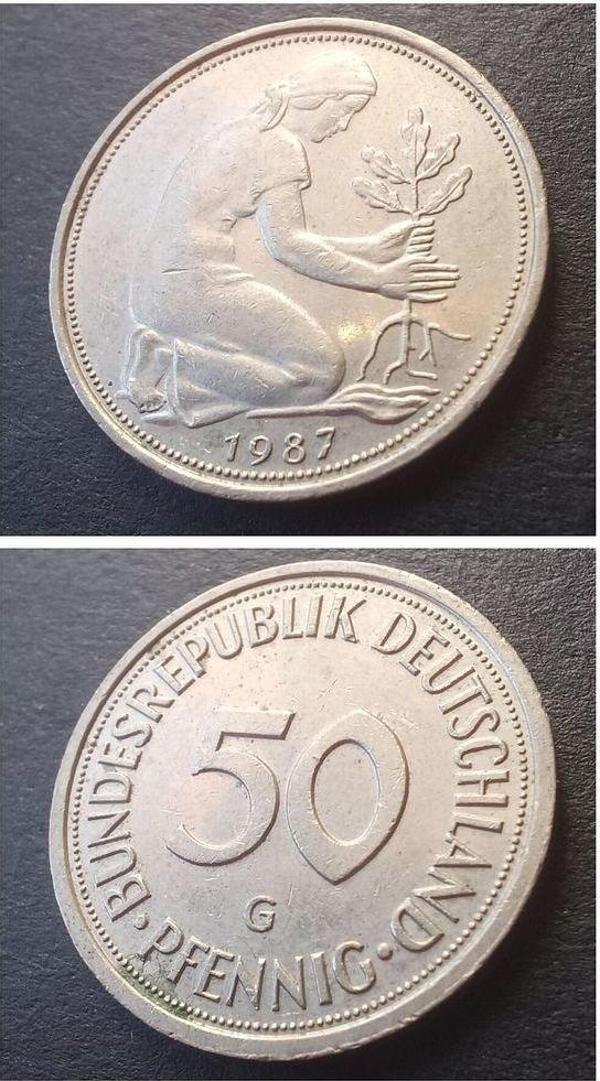 1987
BUNDESREPUBLIK DEUTSCHLAND
50
G
· PFENNIG ·